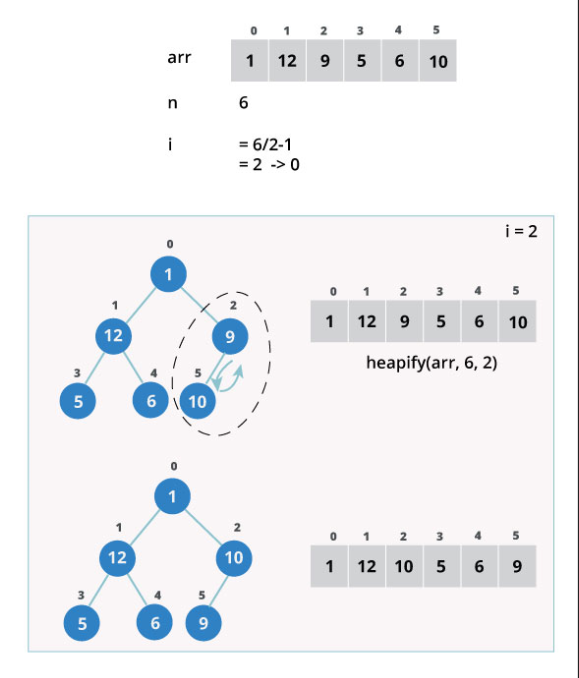 0 1 2 3 4 5
arr 1 12 9 5 6 10
n 6
i = 6/2-1
= 2 -> 0
i = 2
0
1
1 2
12 9
3 4 5
5 6 10
0 1 2 3 4 5
1 12 9 5 6 10
heapify(arr, 6, 2)
0
1
1 2
12 10
3 4 5
5 6 9
0 1 2 3 4 5
1 12 10 5 6 9